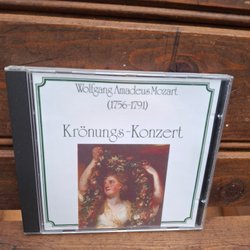 Wolfgang Amadeus Mozart
(1756-1791)
Krönungs-Konzert